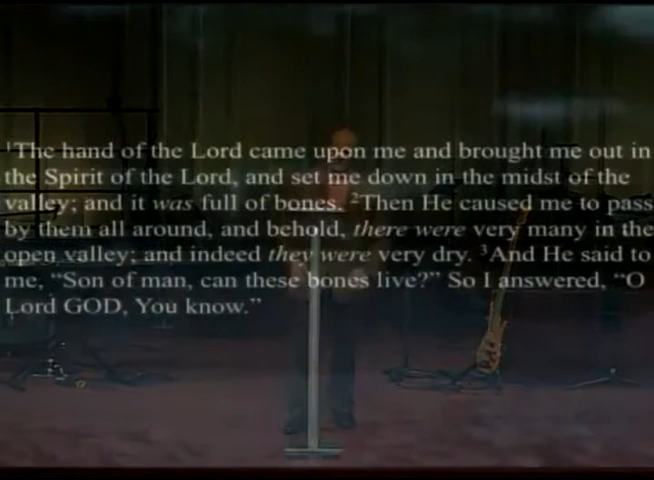 ¹The hand of the Lord came upon me and brought me out in
the Spirit of the Lord, and set me down in the midst of the
valley; and it was full of bones. ²Then He caused me to pass
by them all around, and behold, there were very many in the
open valley; and indeed they were very dry. ³And He said to
me, “Son of man, can these bones live?” So I answered, “O
Lord GOD, You know.”